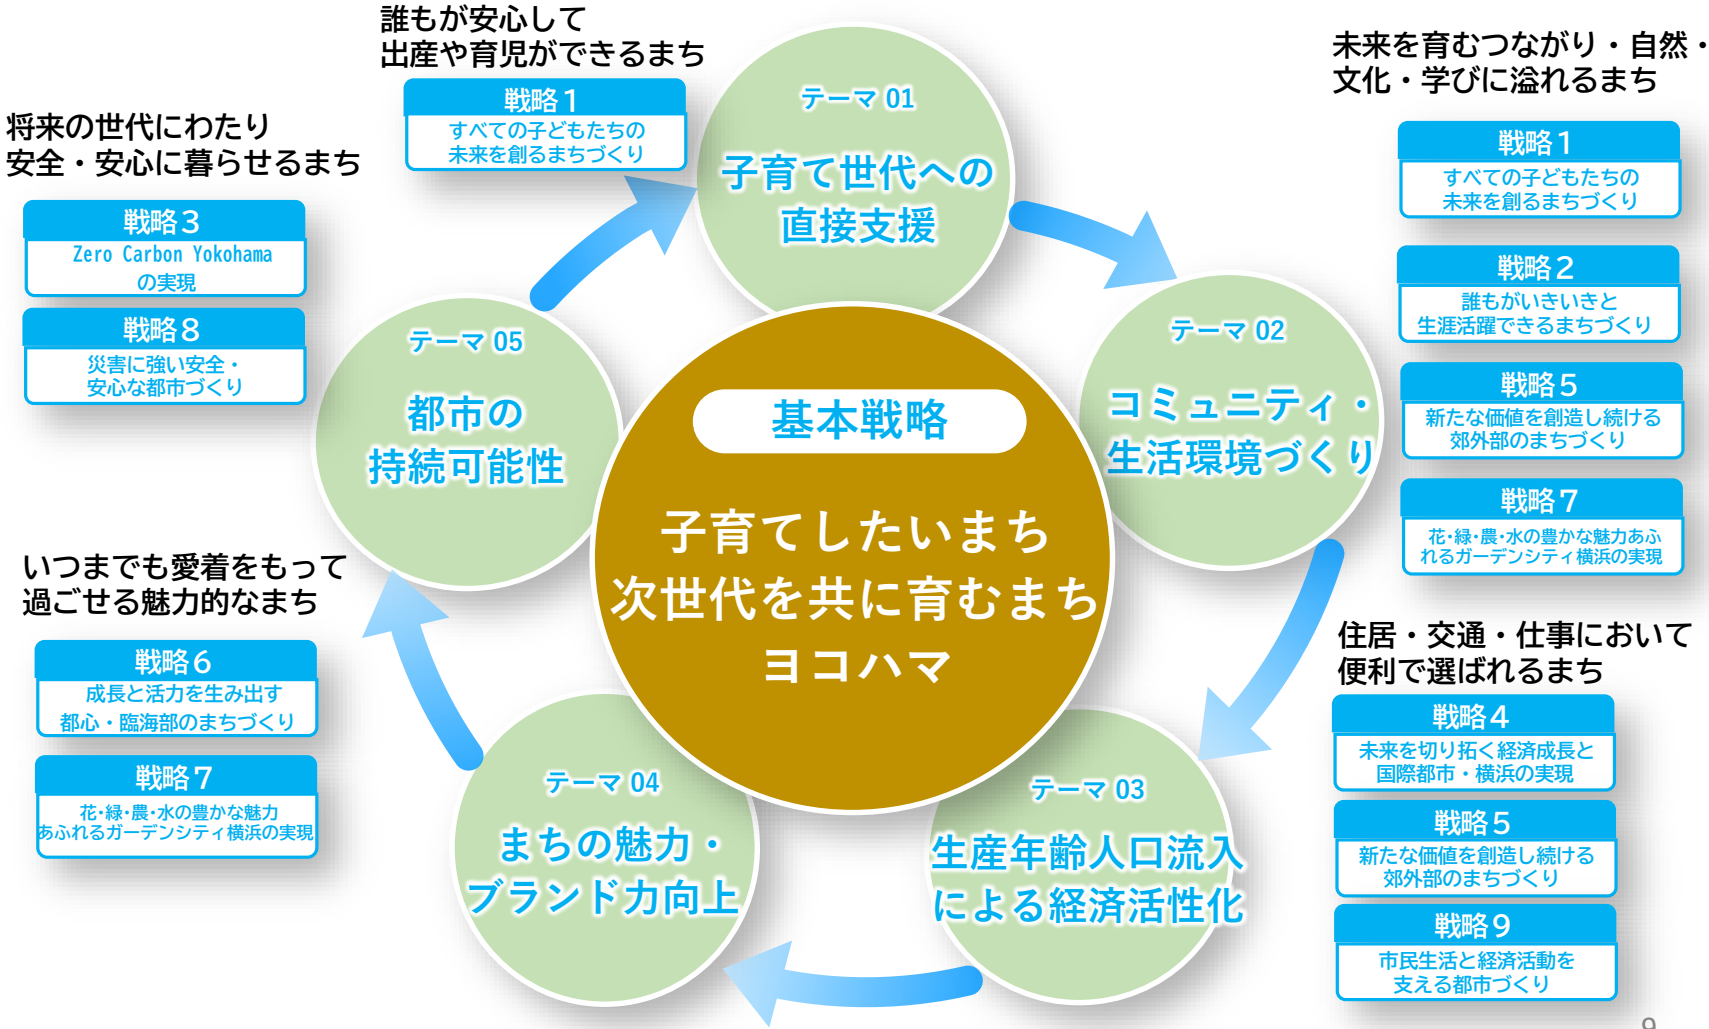 誰もが安心して
出産や育児ができるまち
戦略1
すべての子どもたちの
未来を創るまちづくり
テーマ 01
子育て世代への
直接支援
未来を育むつながり・自然・
文化・学びに溢れるまち
戦略1
すべての子どもたちの
未来を創るまちづくり
戦略2
誰もがいきいきと
生涯活躍できるまちづくり
戦略5
新たな価値を創造し続ける
郊外部のまちづくり
戦略7
花・緑・農・水の豊かな魅力あふ
れるガーデンシティ横浜の実現
テーマ 02
コミュニティ・
生活環境づくり
住居・交通・仕事において
便利で選ばれるまち
戦略4
未来を切り拓く経済成長と
国際都市・横浜の実現
戦略5
新たな価値を創造し続ける
郊外部のまちづくり
戦略9
市民生活と経済活動を
支える都市づくり
テーマ 03
生産年齢人口流入
による経済活性化
テーマ 04
まちの魅力・
ブランド力向上
いつまでも愛着をもって
過ごせる魅力的なまち
戦略6
成長と活力を生み出す
都心・臨海部のまちづくり
戦略7
花・緑・農・水の豊かな魅力
あふれるガーデンシティ横浜の実現
テーマ 05
都市の
持続可能性
将来の世代にわたり
安全・安心に暮らせるまち
戦略3
Zero Carbon Yokohama
の実現
戦略8
災害に強い安全・
安心な都市づくり
基本戦略
子育てしたいまち
次世代を共に育むまち
ヨコハマ
9